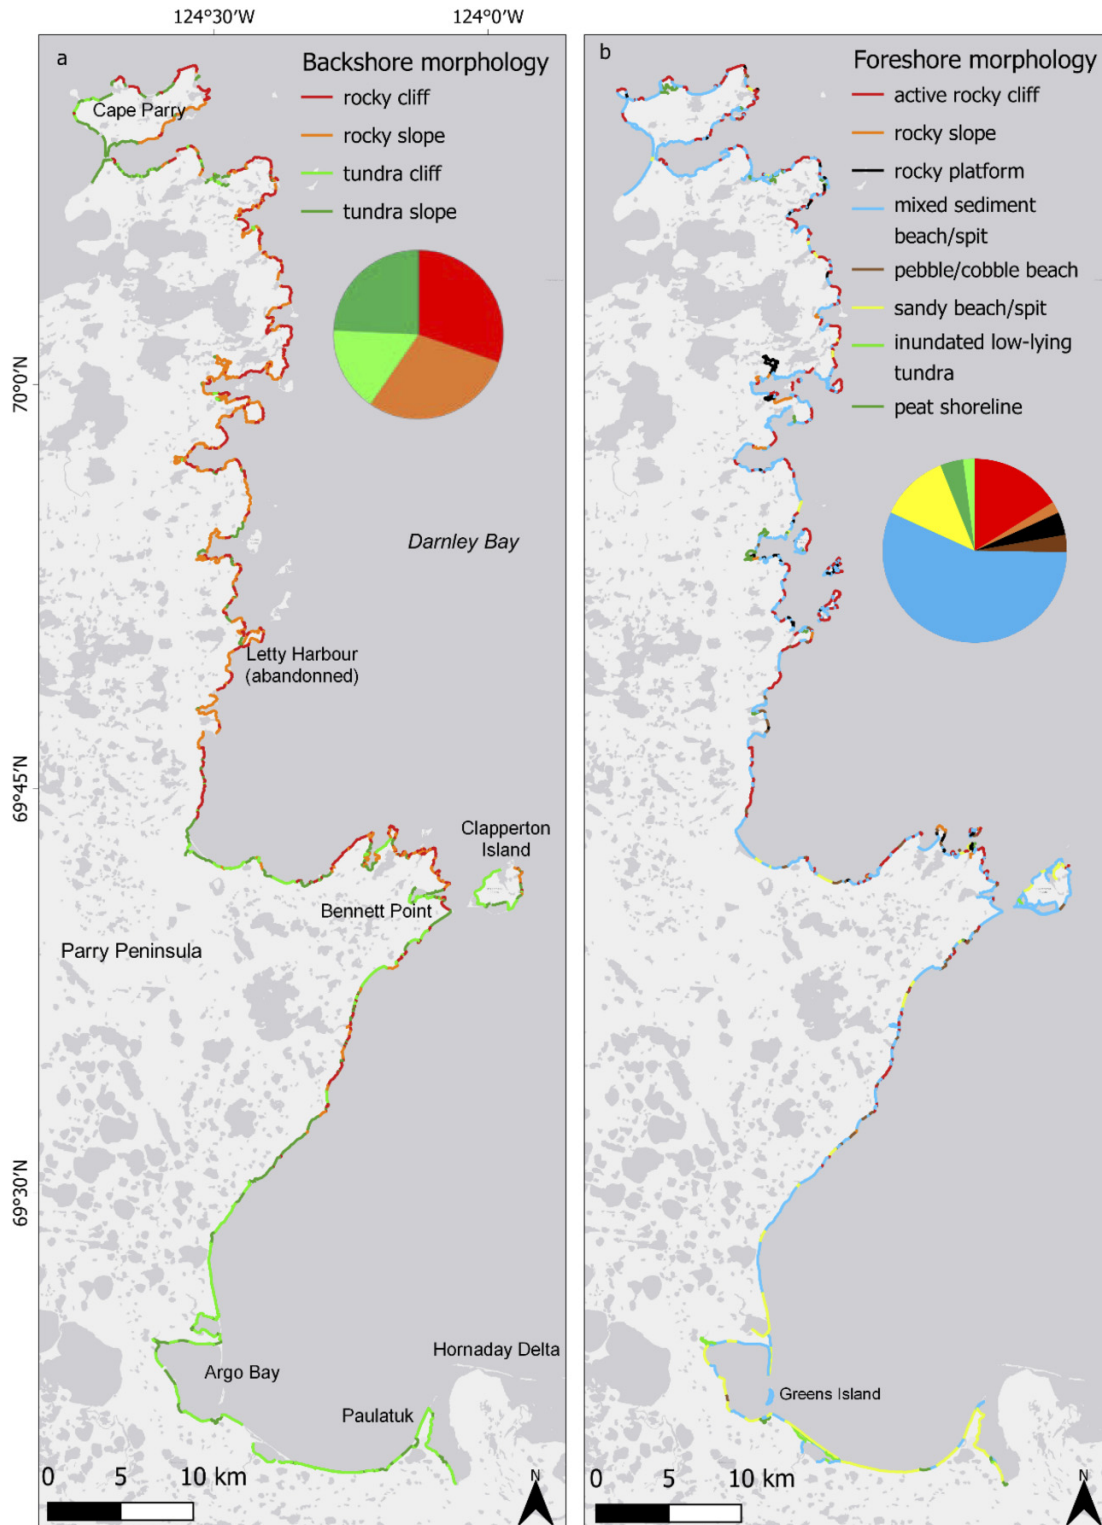 124°30'W
124°0'W
a
Backshore morphology
rocky cliff
rocky slope
tundra cliff
tundra slope
Cape Parry
70°0'N
Darnley Bay
Letty Harbour
(abandonned)
69°45'N
Clapperton
Island
Bennett Point
Parry Peninsula
69°30'N
Hornaday Delta
Argo Bay
Paulatuk
0 5 10 km
N
b
Foreshore morphology
active rocky cliff
rocky slope
rocky platform
mixed sediment
beach/spit
pebble/cobble beach
sandy beach/spit
inundated low-lying
tundra
peat shoreline
Greens Island
0 5 10 km
N